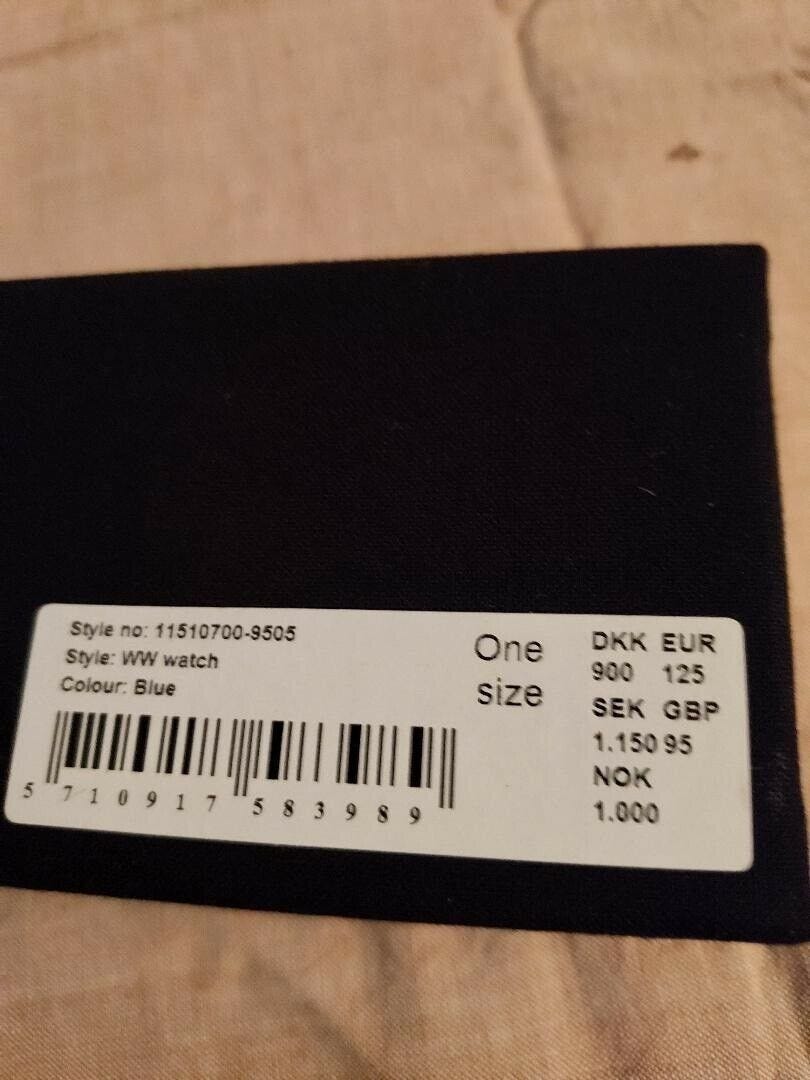 Style no: 11510700-9505
Style: WW watch
Colour: Blue
5 710917 583989
One
size
DKK EUR
900 125
SEK GBP
1.150 95
NOK
1.000